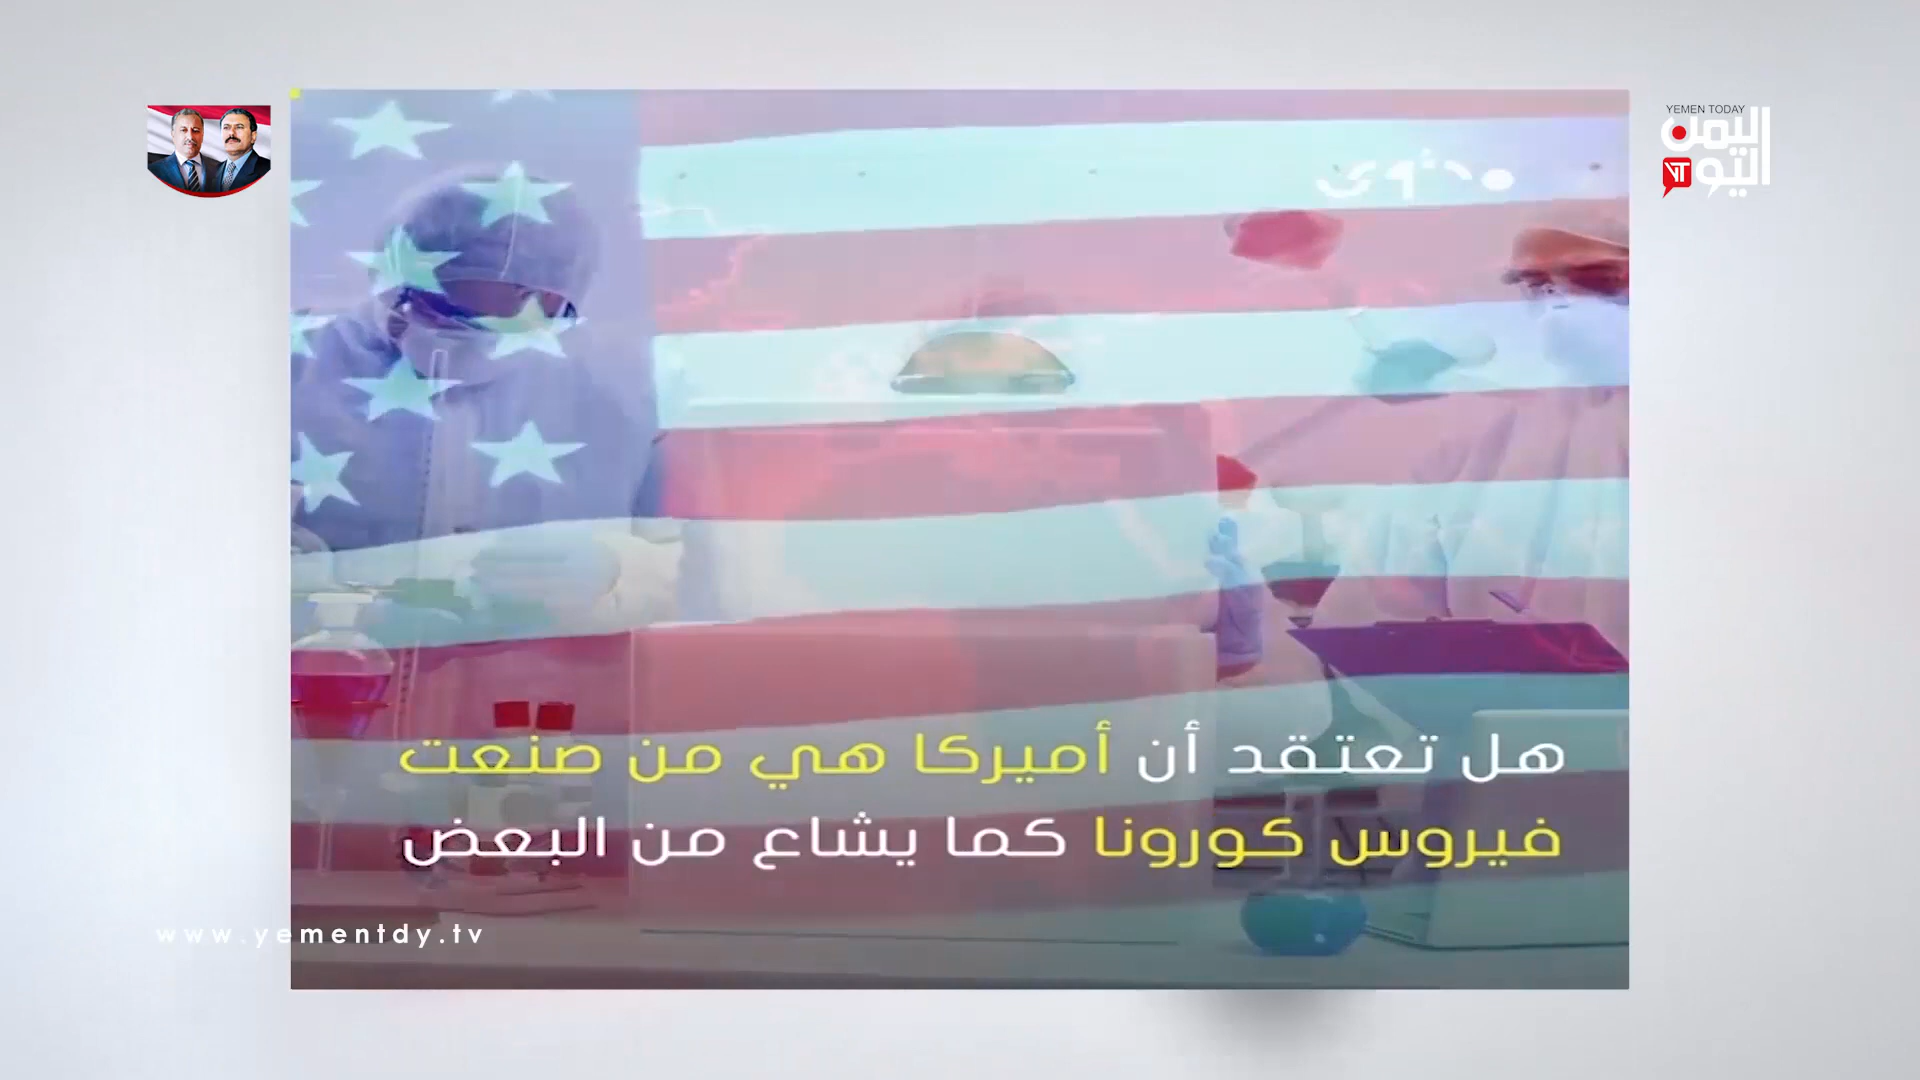 YEMEN TODAY
اليمن
اليوم
YT
هل تعتقد أن أميركا هي من صنعت
فيروس كورونا كما يشاع من البعض
www.yementdy.tv